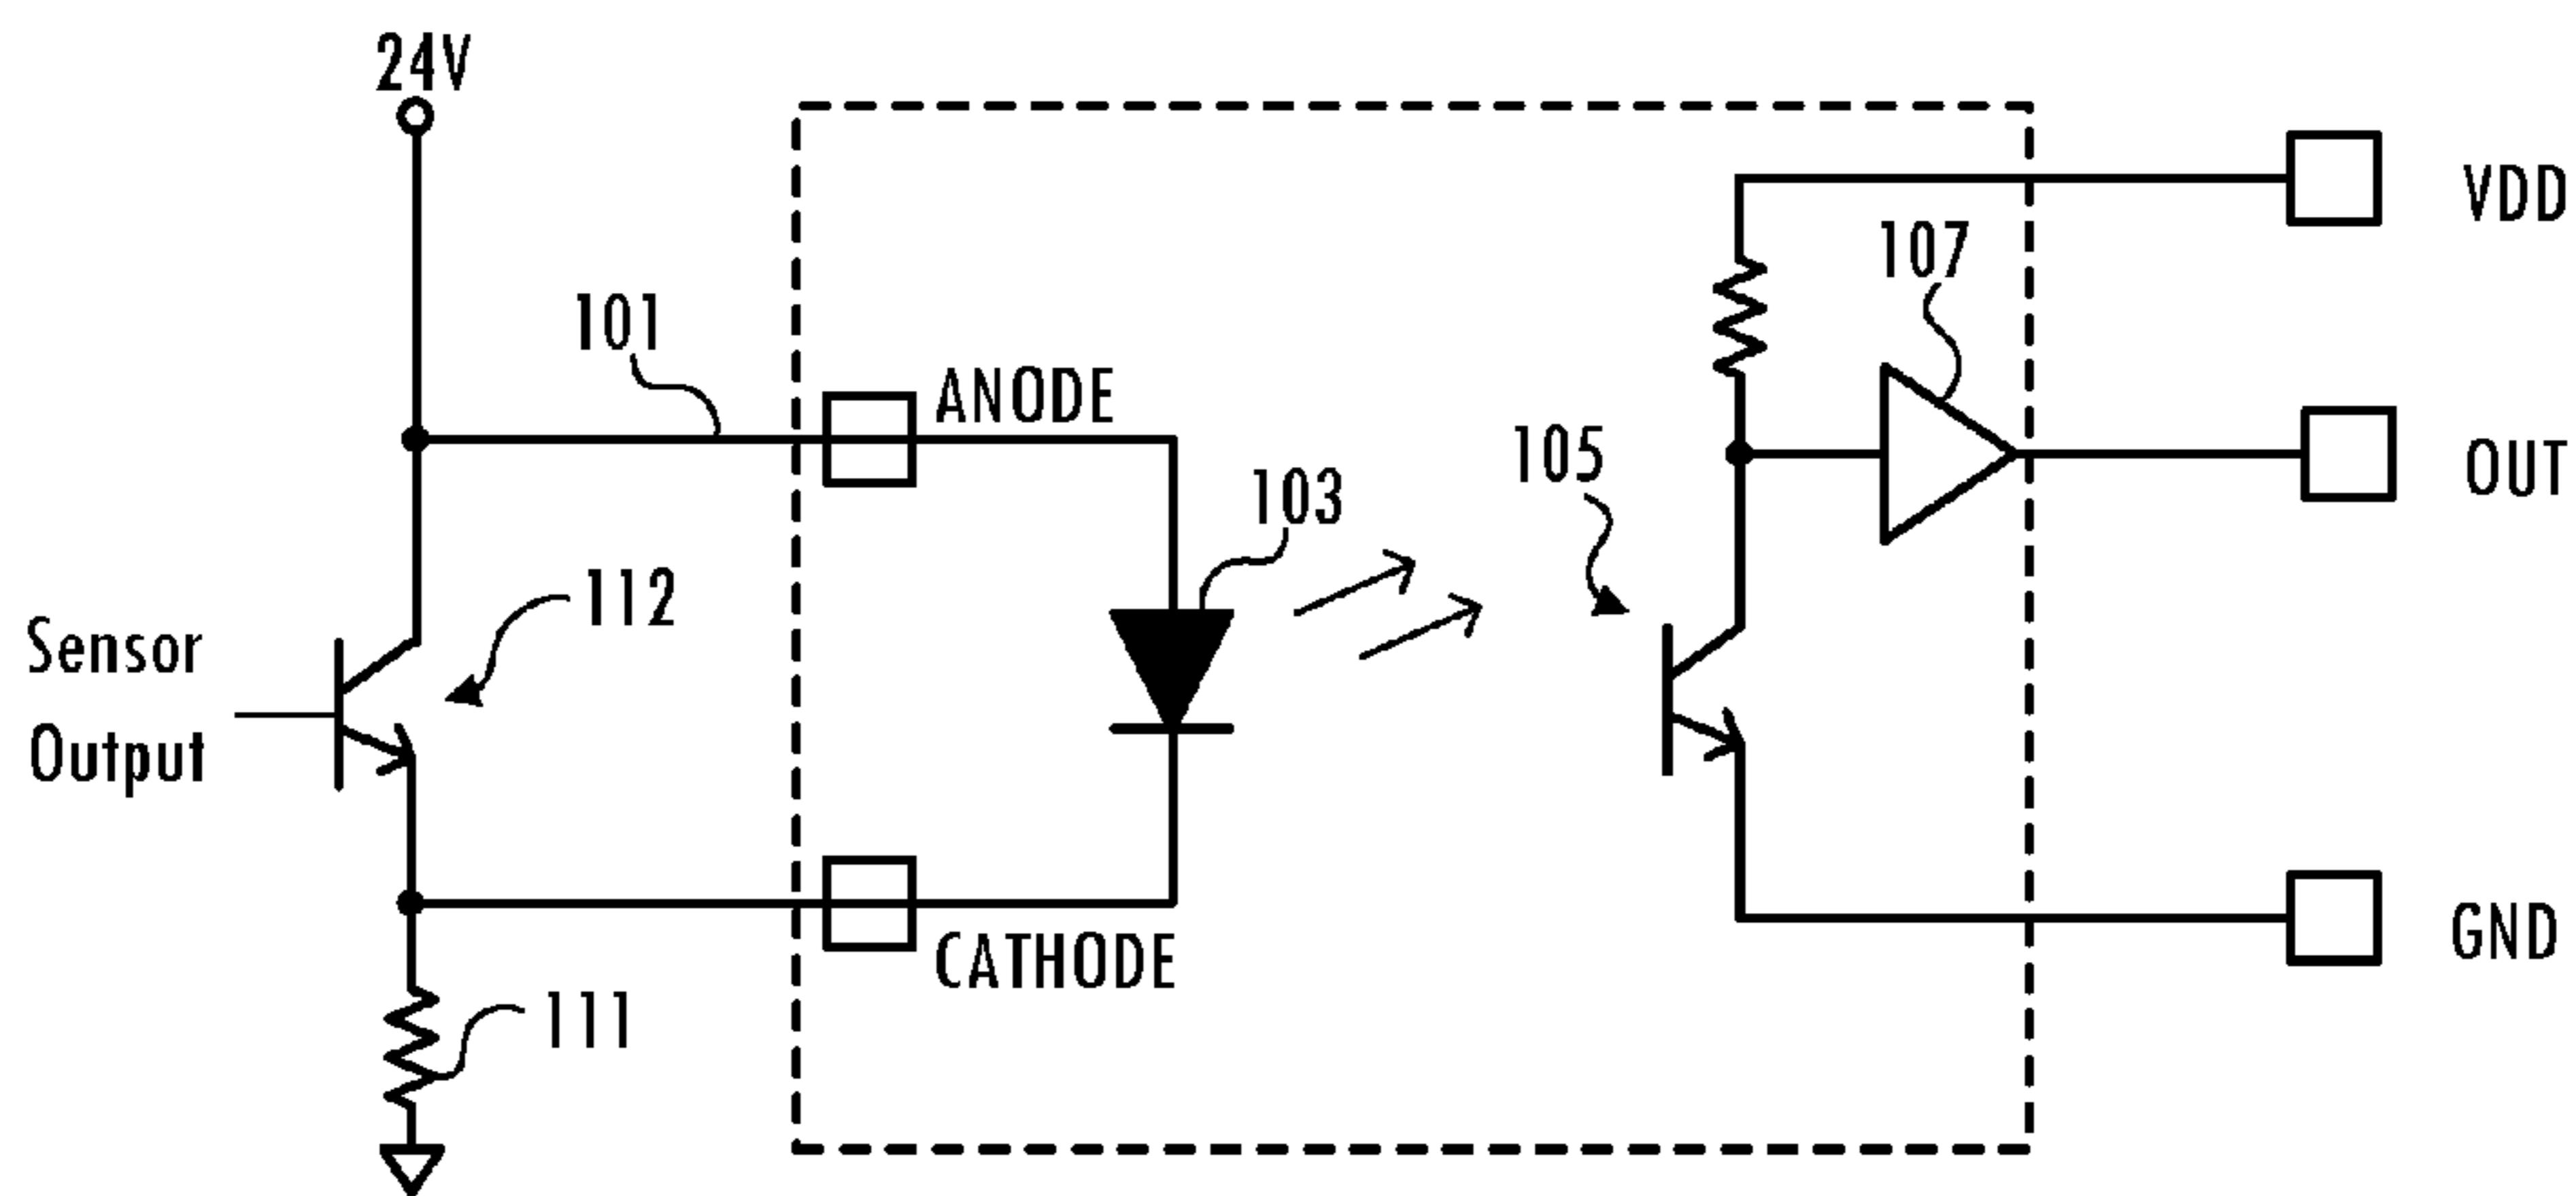 24V
VDD
107
101
ANODE
105
OUT
103
112
Sensor
Output
GND
CATHODE
111